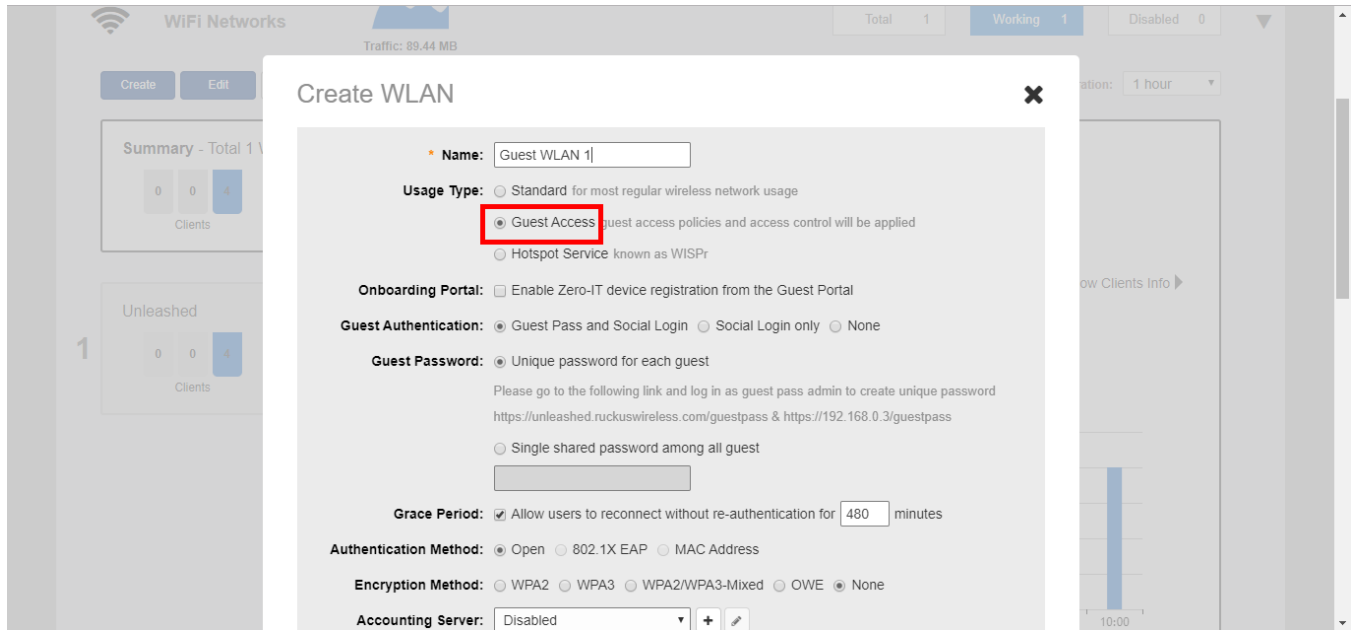 WiFi Networks
Total 1 Working 1 Disabled 0
Traffic: 89.44 MB
Create Edit
Create WLAN
ation: 1 hour
Summary - Total 1
0 0 4
Clients
* Name: Guest WLAN 1
Usage Type: Standard for most regular wireless network usage
Guest Access guest access policies and access control will be applied
Hotspot Service known as WISPr
ow Clients Info
Onboarding Portal: Enable Zero-IT device registration from the Guest Portal
Unleashed
Guest Authentication: Guest Pass and Social Login Social Login only None
1
0 0 4
Clients
Guest Password: Unique password for each guest
Please go to the following link and log in as guest pass admin to create unique password
https://unleashed.ruckuswireless.com/guestpass & https://192.168.0.3/guestpass
Single shared password among all guest
Grace Period: Allow users to reconnect without re-authentication for 480 minutes
Authentication Method: Open 802.1X EAP MAC Address
Encryption Method: WPA2 WPA3 WPA2/WPA3-Mixed OWE None
Accounting Server: Disabled
10:00